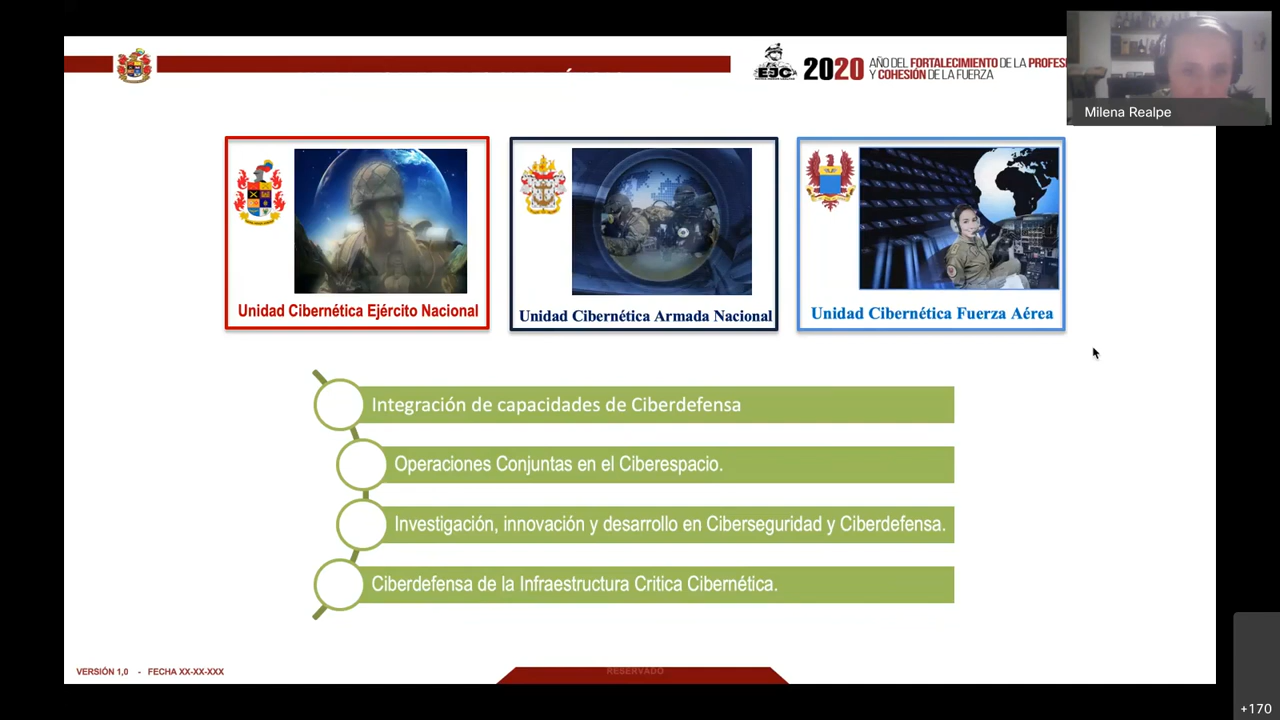 EJC
2020
AÑO DEL FORTALECIMIENTO DE LA
Y COHESIÓN DE LA FUERZA
Milena Realpe
Unidad Cibernética Ejército Nacional
Unidad Cibernética Armada Nacional
Unidad Cibernética Fuerza Aérea
Integración de capacidades de Ciberdefensa
Operaciones Conjuntas en el Ciberespacio.
Investigación, innovación y desarrollo en Ciberseguridad y Ciberdefensa.
Ciberdefensa de la Infraestructura Critica Cibernética.
VERSIÓN 1,0 - FECHA XX-XX-XXX
RESERVADO
+170